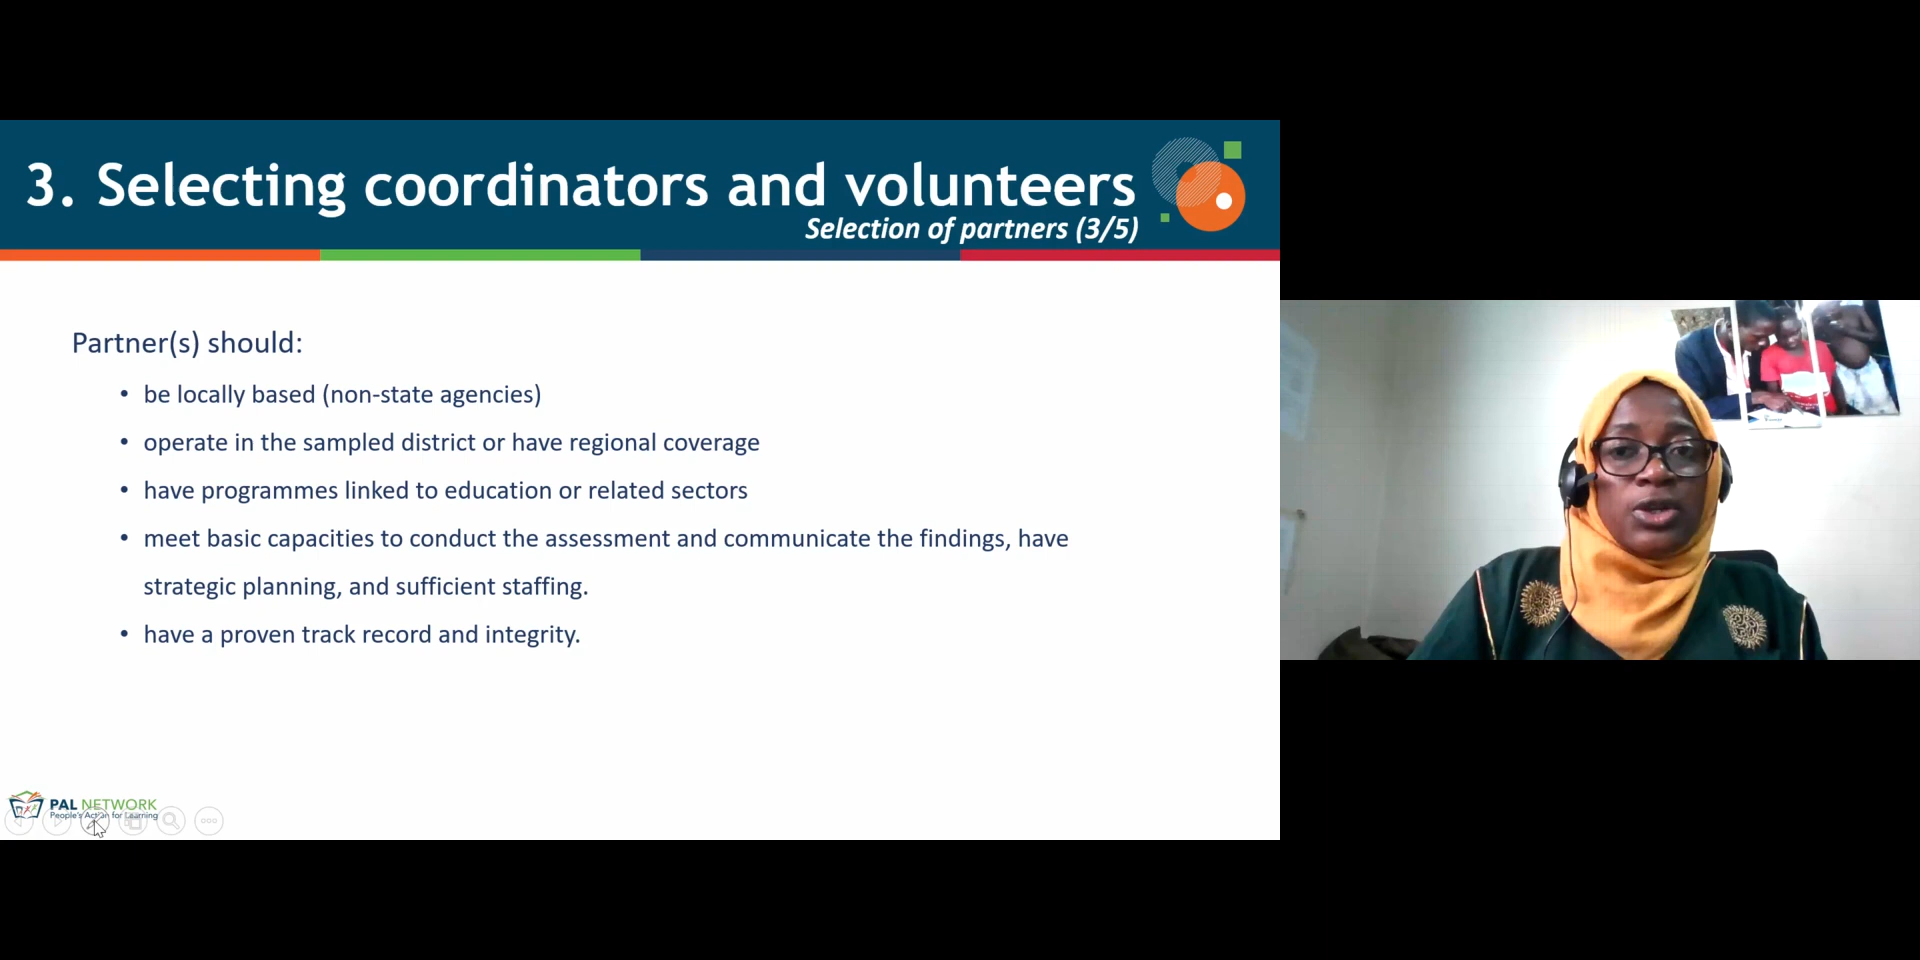 3. Selecting coordinators and volunteers
Selection of partners (3/5)
Partner(s) should:
• be locally based (non-state agencies)
• operate in the sampled district or have regional coverage
• have programmes linked to education or related sectors
• meet basic capacities to conduct the assessment and communicate the findings, have
strategic planning, and sufficient staffing.
• have a proven track record and integrity.
PAL NETWORK
People's Action for Learning